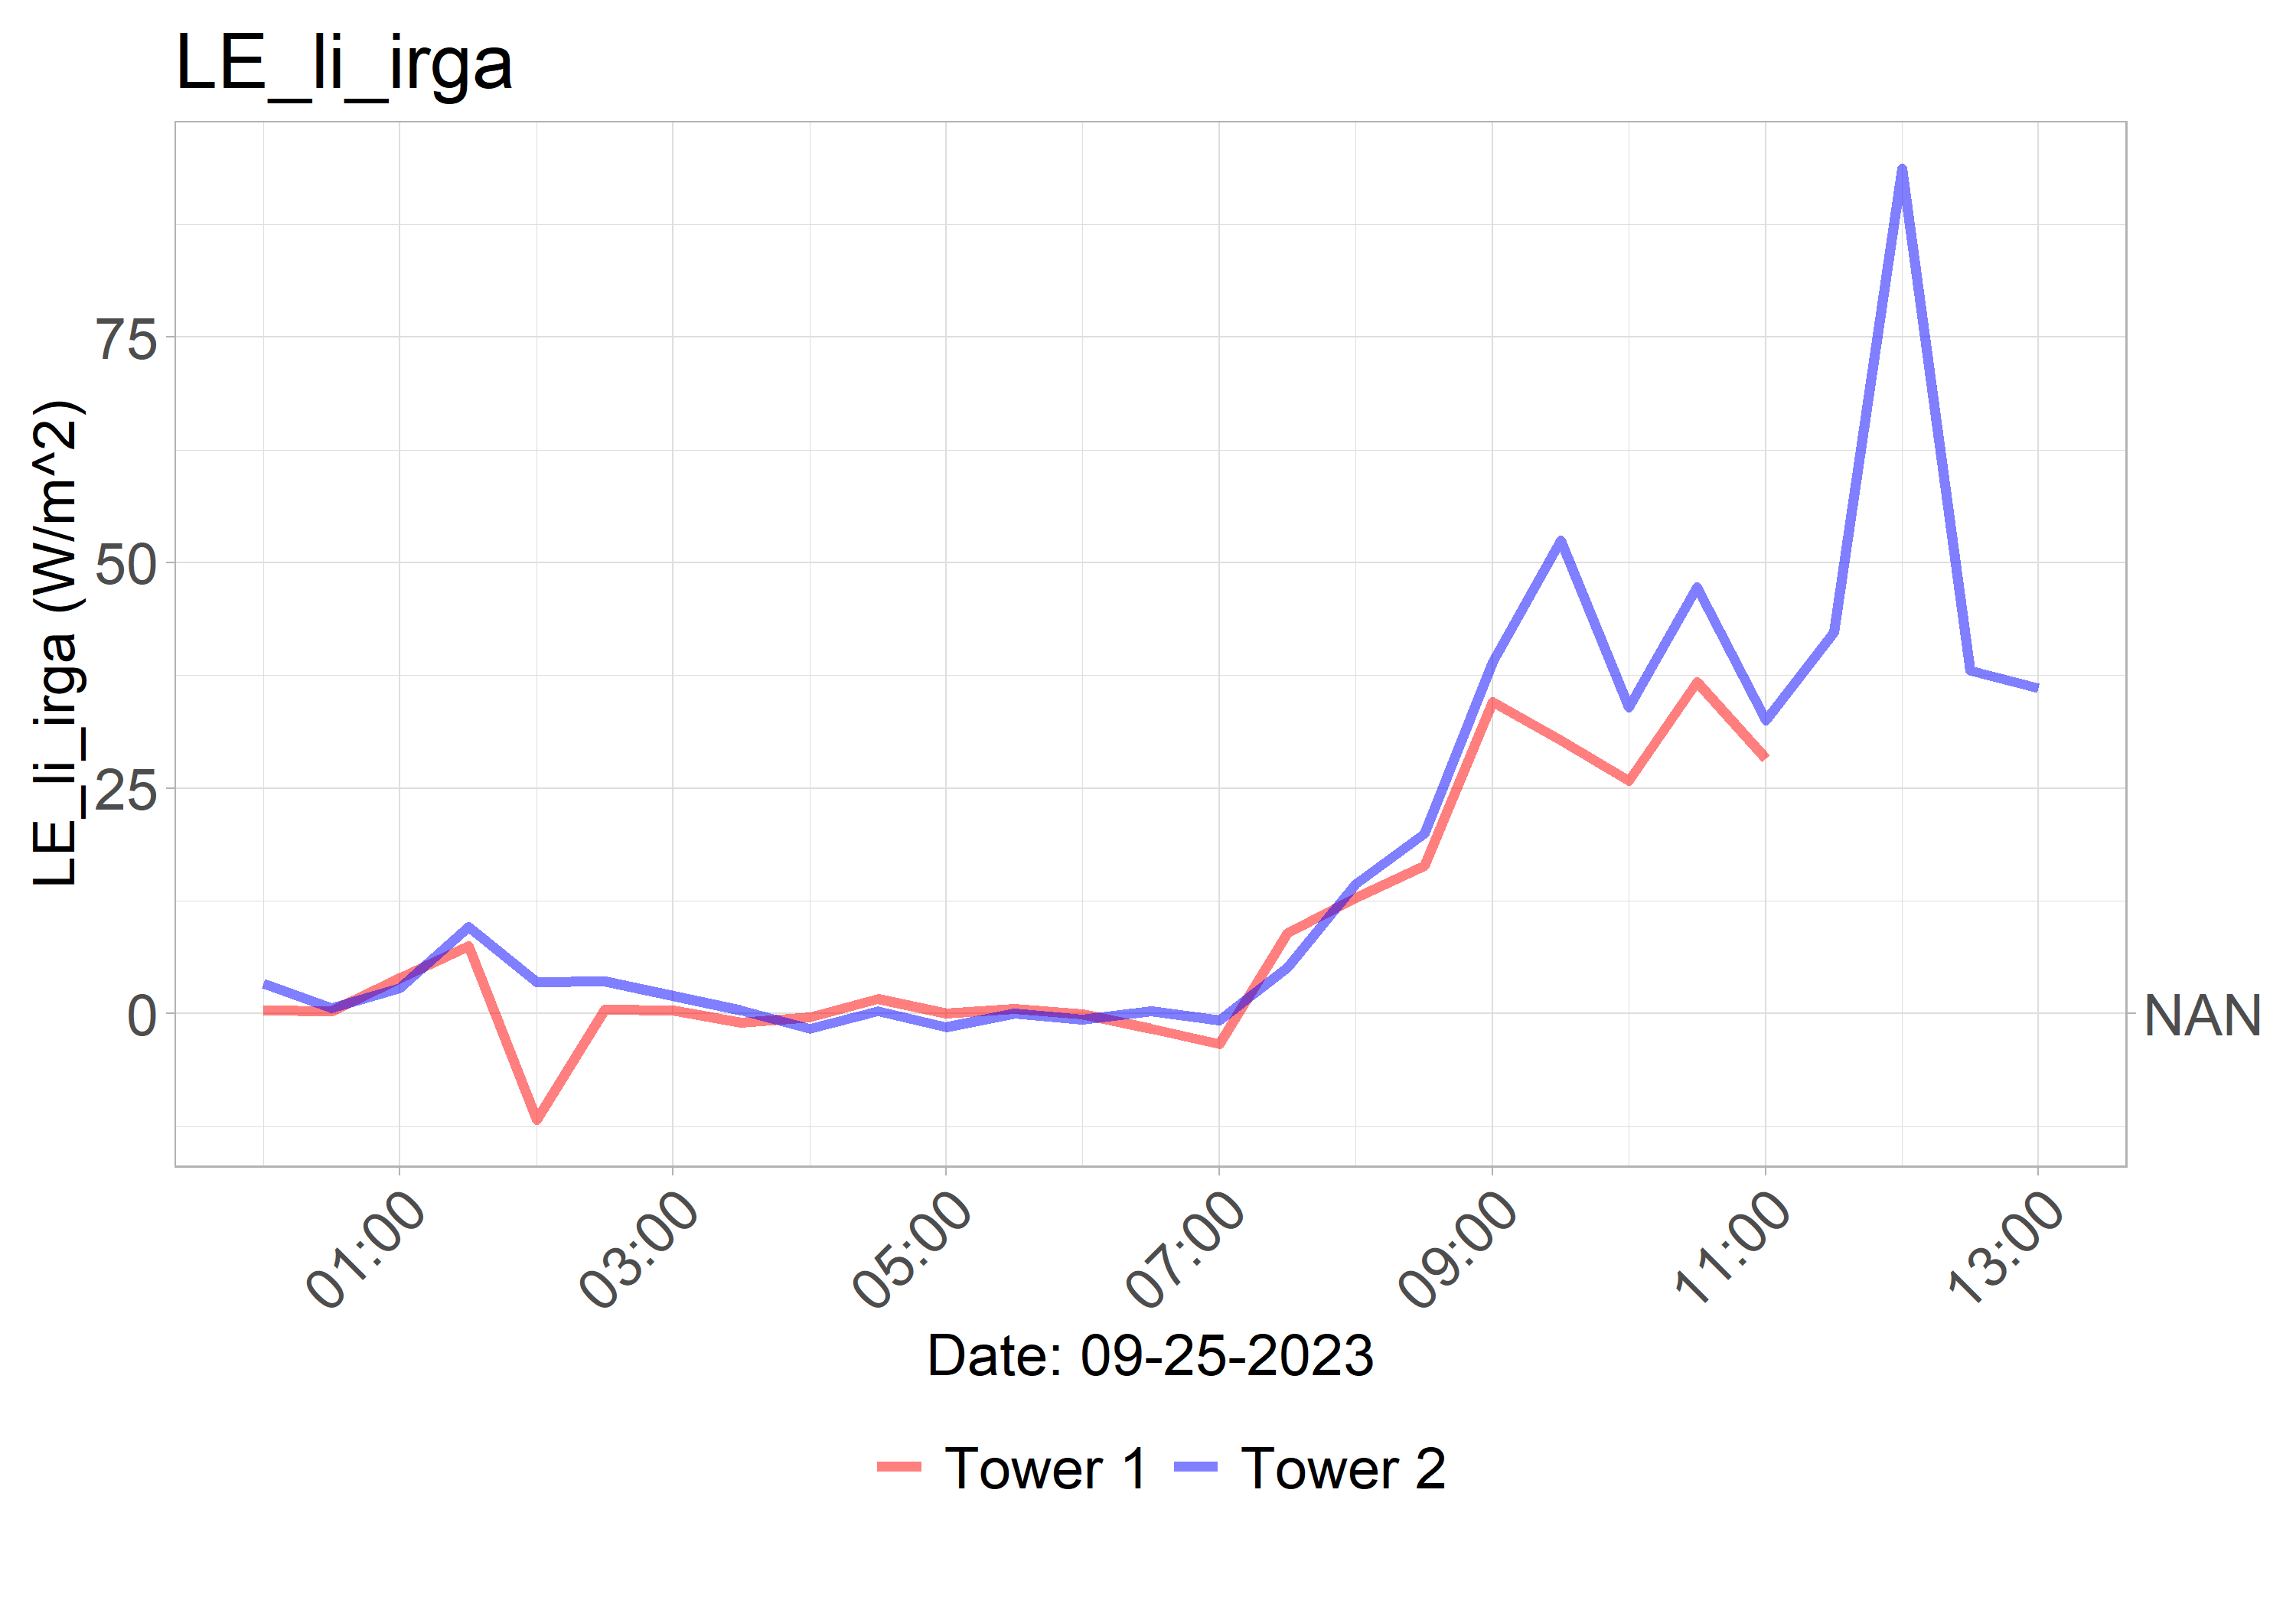 LE_li_irga
LE_li_irga (W/m^2)
75
50
25
0
NAN
01:00
03:00
05:00
07:00
09:00
11:00
13:00
Date: 09-25-2023
Tower 1
Tower 2